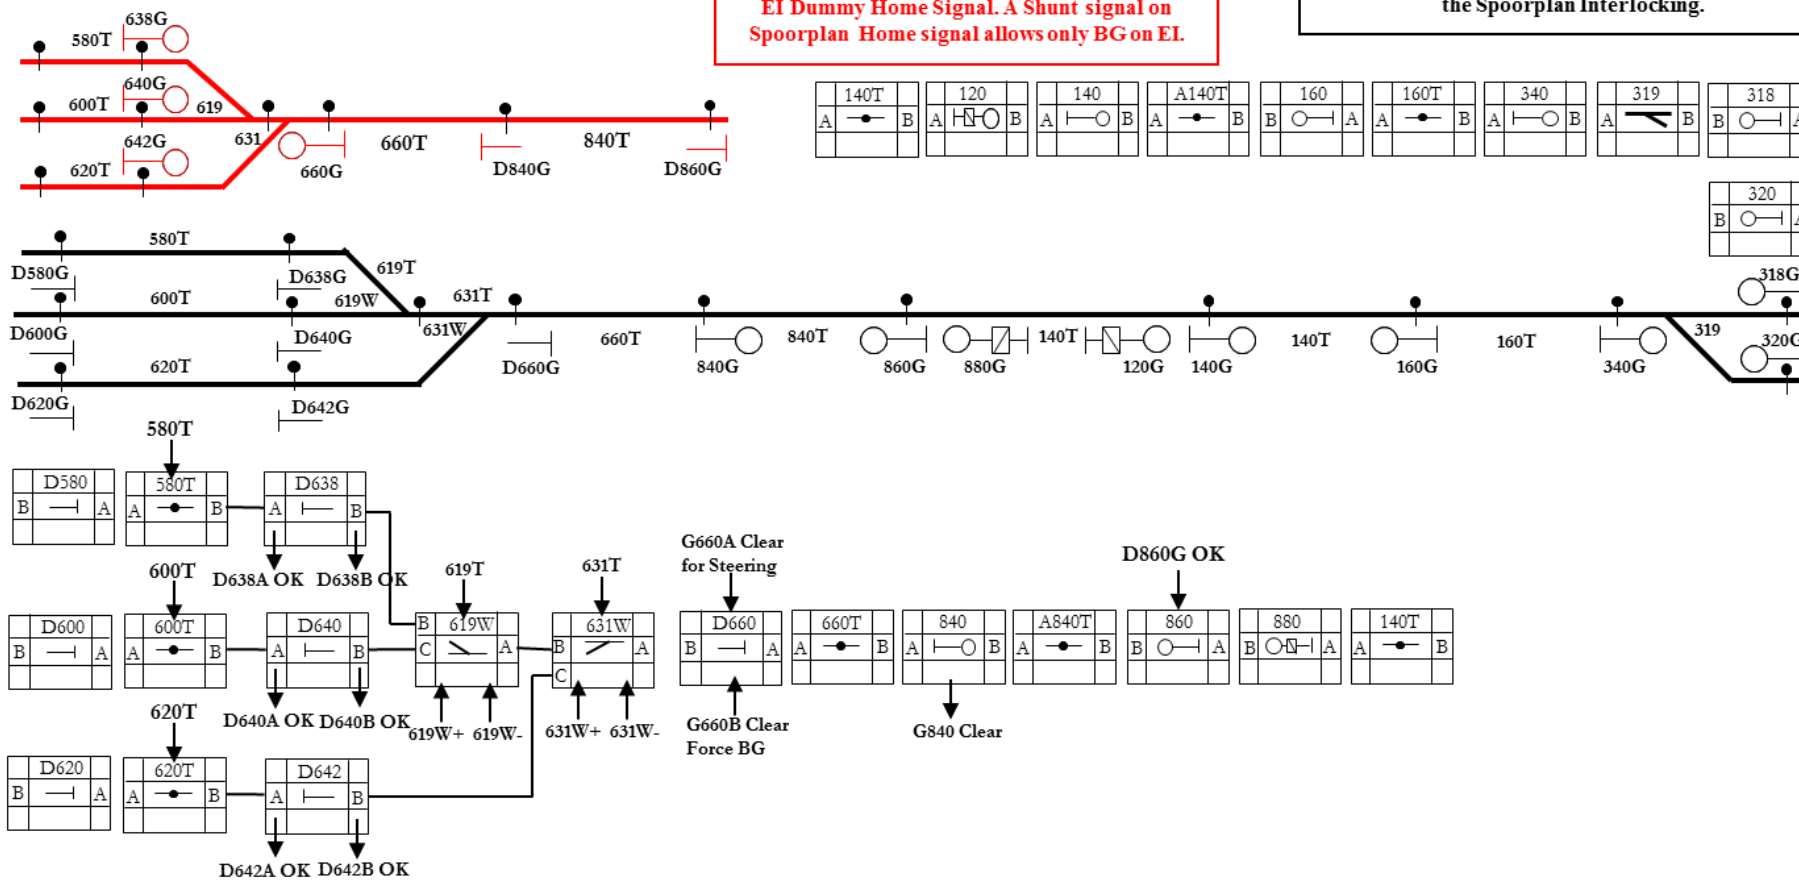 EI Dummy Home Signal. A Shunt signal on
Spoorplan Home signal allows only BG on EI.
the Spoorplan Interlocking.
638G
580T
640G
600T
619
642G
631
620T
660G
660T
D840G
840T
D860G
140T
A B
120
A B
140
A B
A140T
A B
160
B A
160T
A B
340
A B
319
A B
318
B
320
B
580T
D580G
D638G
619T
600T
619W
631T
D600G
D640G
631W
620T
D620G
D642G
D660G
660T
840G
840T
860G
880G
140T
120G
140G
140T
160G
160T
340G
319
318G
320G
580T
D580
B A
580T
A B
D638
A B
D638A OK
D638B OK
600T
D600
B A
600T
A B
D640
A B
D640A OK
D640B OK
619T
619W
B
C
A
619W+
619W-
631T
631W
B
C
A
631W+
631W-
G660A Clear
for Steering
D660
B A
G660B Clear
Force BG
660T
A B
840
A B
G840 Clear
A840T
A B
D860G OK
860
B A
880
B A
140T
A B
620T
D620
B A
620T
A B
D642
A B
D642A OK
D642B OK